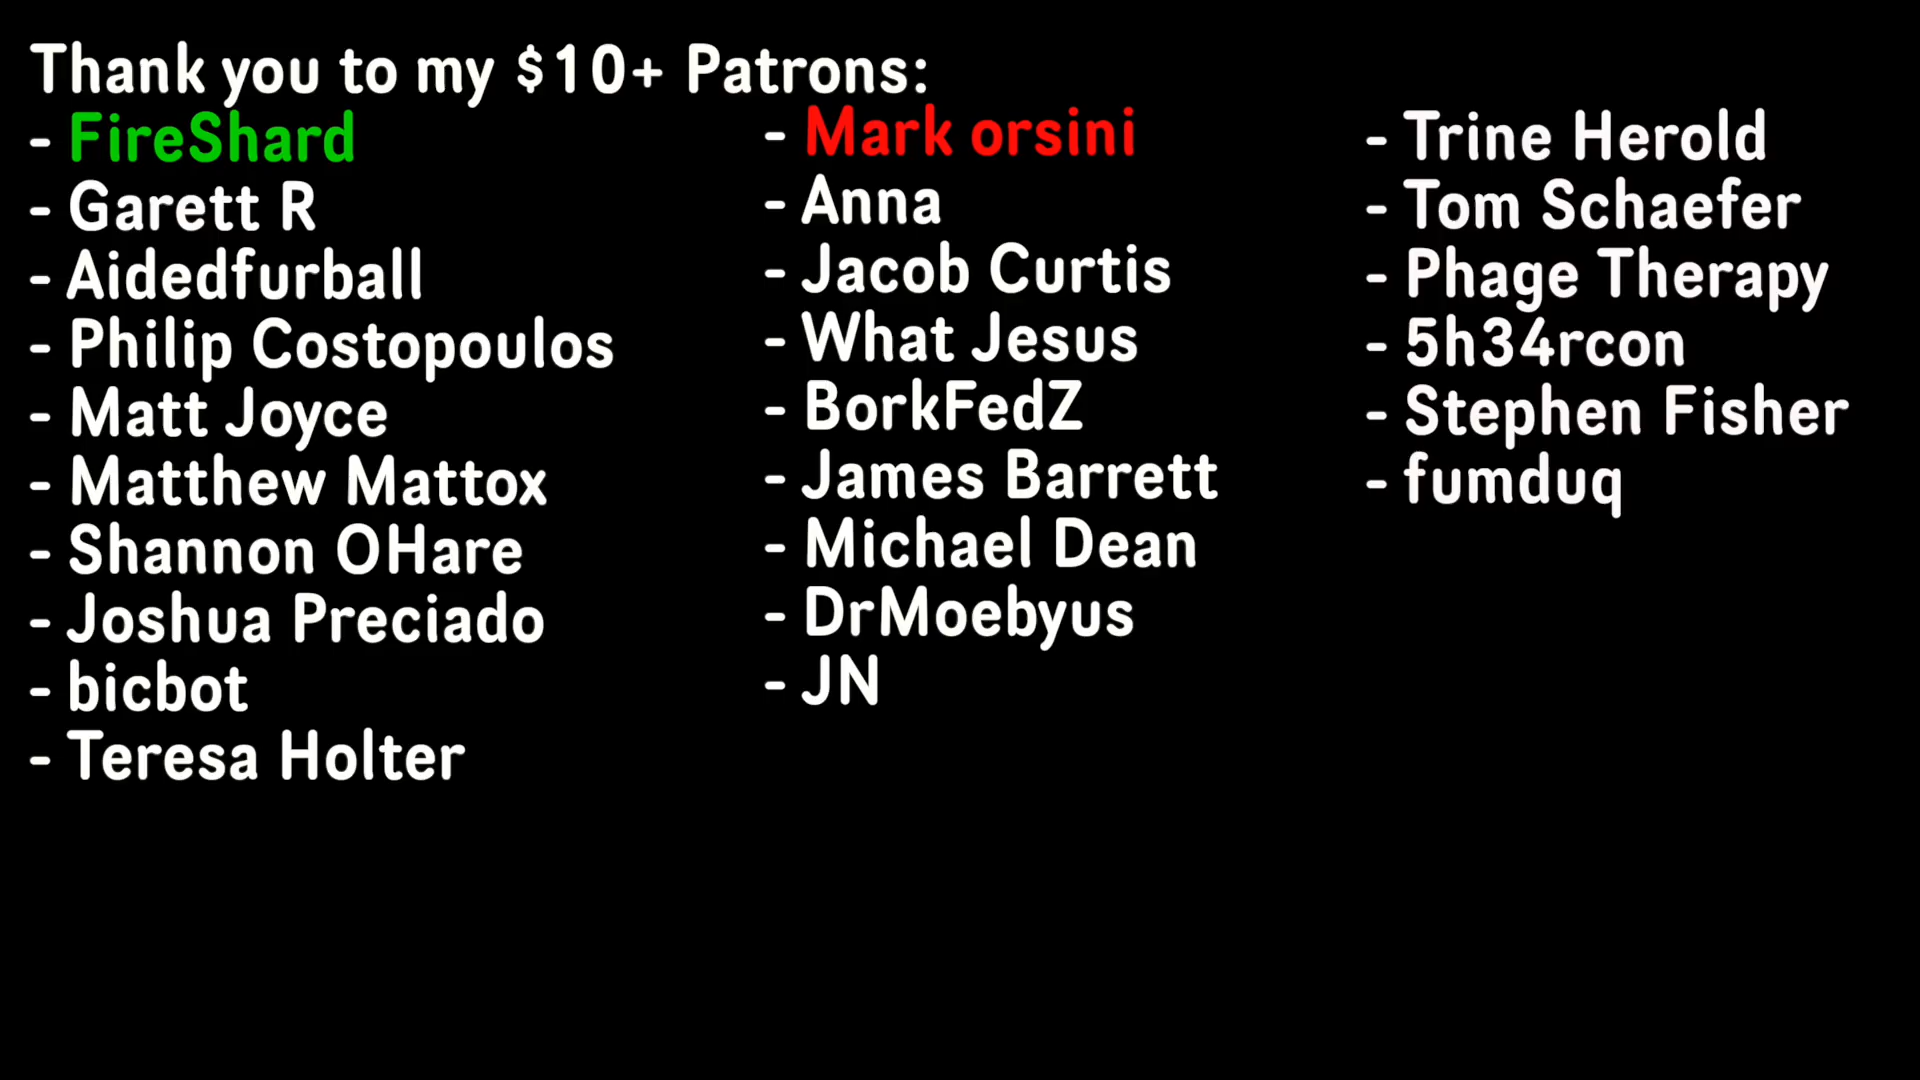 Thank you to my $10+ Patrons:
- FireShard
- Garett R
- Aidedfurball
- Philip Costopoulos
- Matt Joyce
- Matthew Mattox
- Shannon OHare
- Joshua Preciado
- bicbot
- Teresa Holter
- Mark orsini
- Anna
- Jacob Curtis
- What Jesus
- BorkFedZ
- James Barrett
- Michael Dean
- DrMoebyus
- JN
- Trine Herold
- Tom Schaefer
- Phage Therapy
- 5h34rcon
- Stephen Fisher
- fumduq